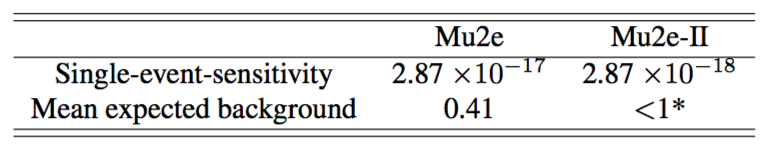 Mu2e Mu2e-II
Single-event-sensitivity 2.87 ×10⁻¹⁷ 2.87 ×10⁻¹⁸
Mean expected background 0.41 <1*